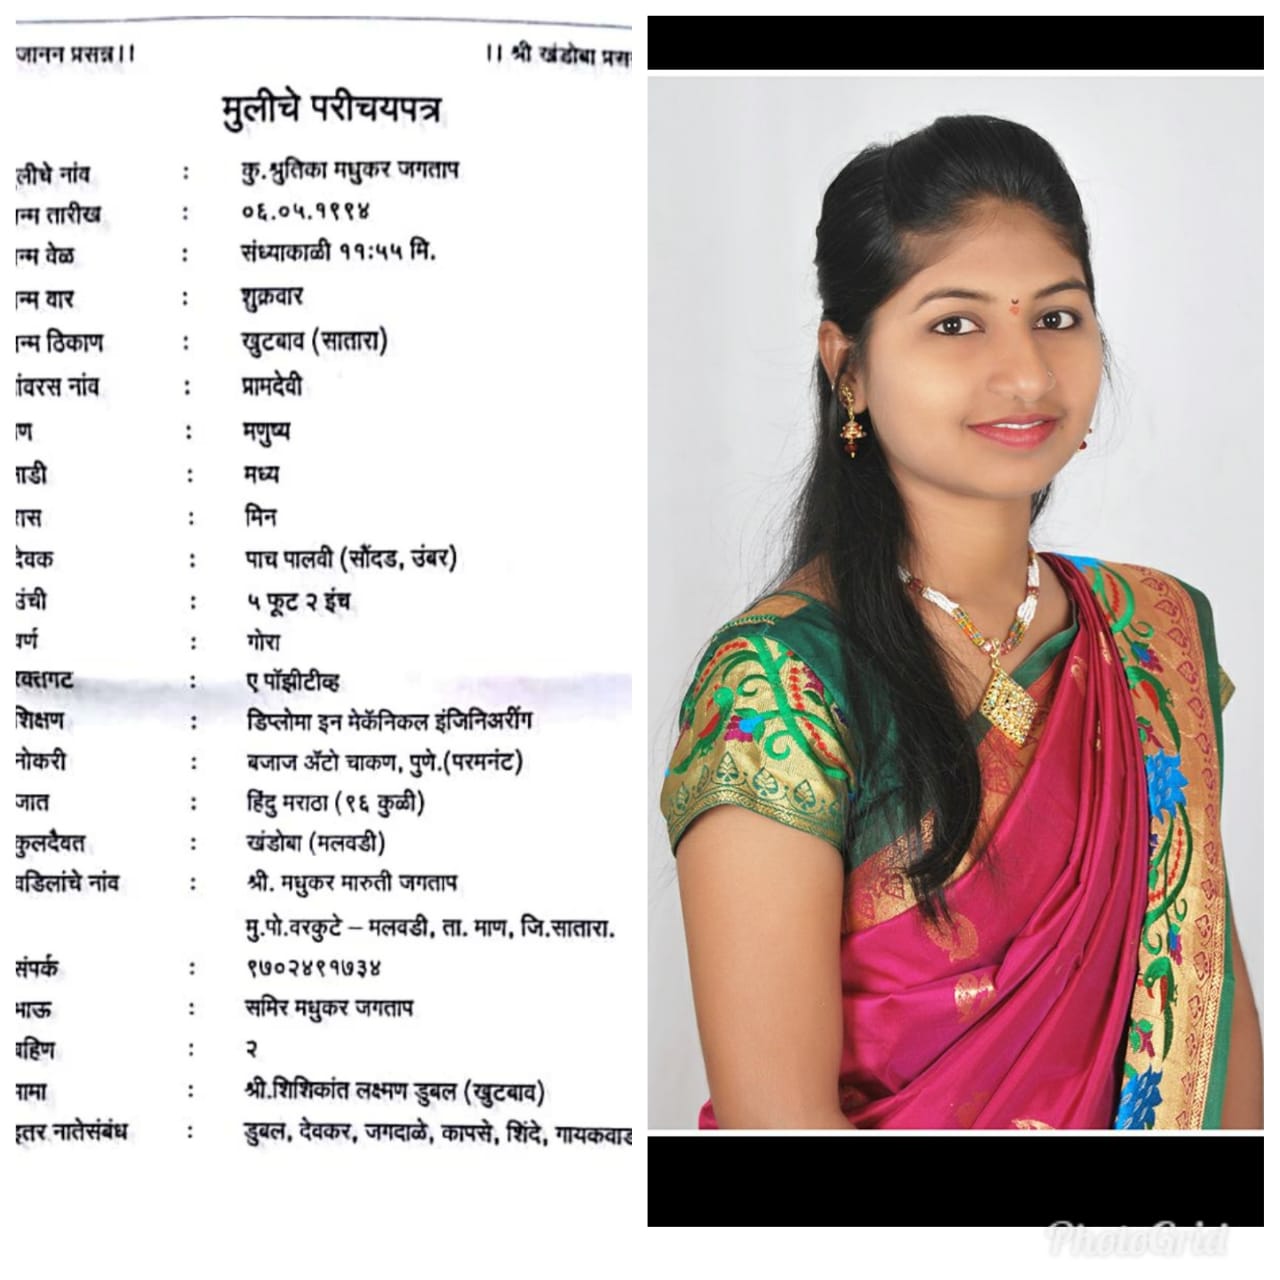 जानन प्रसन्न।।
।। श्री खंडोबा प्रस
मुलीचे परीचयपत्र
लीचे नांव : कु.श्रुतिका मधुकर जगताप
न्म तारीख : ०६.०५.१९९४
न्म वेळ : संध्याकाळी ११:५५ मि.
न्म वार : शुक्रवार
न्म ठिकाण : खुटबाव (सातारा)
ांवरस नांव : प्रामदेवी
ण : मणुष्य
ाडी : मध्य
रास : मिन
देवक : पाच पालवी (सौंदड, उंबर)
उंची : ५ फूट २ इंच
वर्ण : गोरा
रक्तगट : ए पॉझीटीव्ह
शिक्षण : डिप्लोमा इन मेकॅनिकल इंजिनिअरींग
नोकरी : बजाज ॲटो चाकण, पुणे.(परमनंट)
जात : हिंदु मराठा (९६ कुळी)
कुलदैवत : खंडोबा (मलवडी)
वडिलांचे नांव : श्री. मधुकर मारुती जगताप
मु.पो.वरकुटे – मलवडी, ता. माण, जि.सातारा.
संपर्क : ९७०२४९१७३४
भाऊ : समिर मधुकर जगताप
बहिण : २
मामा : श्री.शिशिकांत लक्ष्मण डुबल (खुटबाव)
इतर नातेसंबंध : डुबल, देवकर, जगदाळे, कापसे, शिंदे, गायकवाड
PhotoGrid